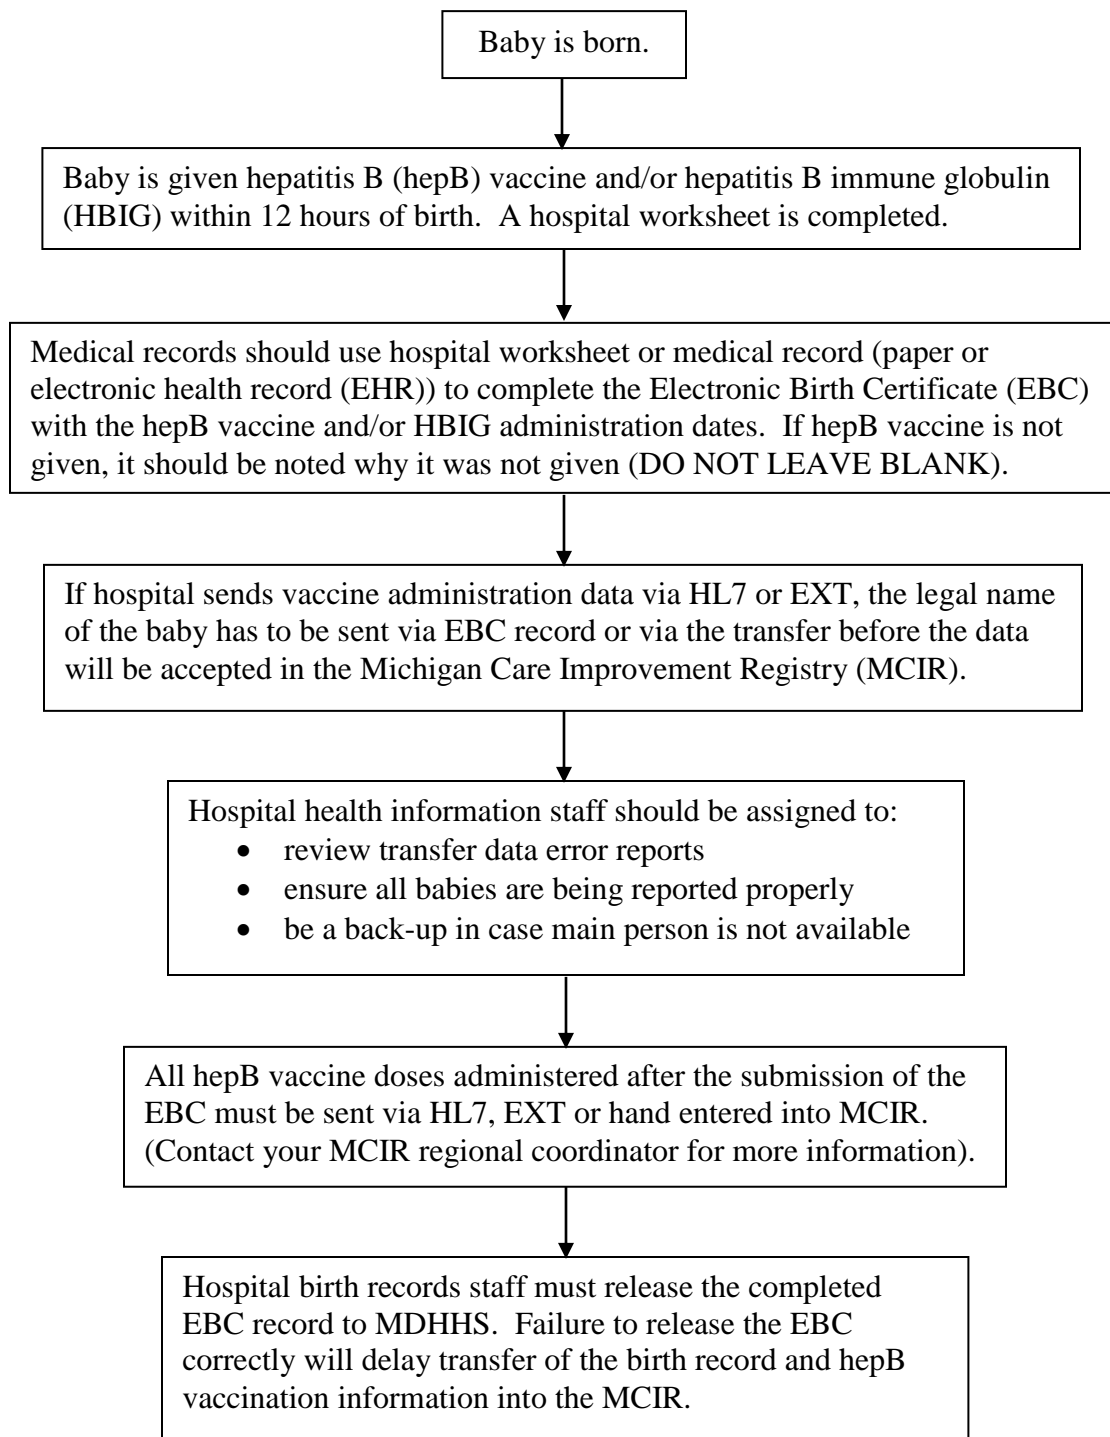 Baby is born.
Baby is given hepatitis B (hepB) vaccine and/or hepatitis B immune globulin
(HBIG) within 12 hours of birth.  A hospital worksheet is completed.
Medical records should use hospital worksheet or medical record (paper or
electronic health record (EHR)) to complete the Electronic Birth Certificate (EBC)
with the hepB vaccine and/or HBIG administration dates.  If hepB vaccine is not
given, it should be noted why it was not given (DO NOT LEAVE BLANK).
If hospital sends vaccine administration data via HL7 or EXT, the legal name
of the baby has to be sent via EBC record or via the transfer before the data
will be accepted in the Michigan Care Improvement Registry (MCIR).
Hospital health information staff should be assigned to:
• review transfer data error reports
• ensure all babies are being reported properly
• be a back-up in case main person is not available
All hepB vaccine doses administered after the submission of the
EBC must be sent via HL7, EXT or hand entered into MCIR.
(Contact your MCIR regional coordinator for more information).
Hospital birth records staff must release the completed
EBC record to MDHHS.  Failure to release the EBC
correctly will delay transfer of the birth record and hepB
vaccination information into the MCIR.